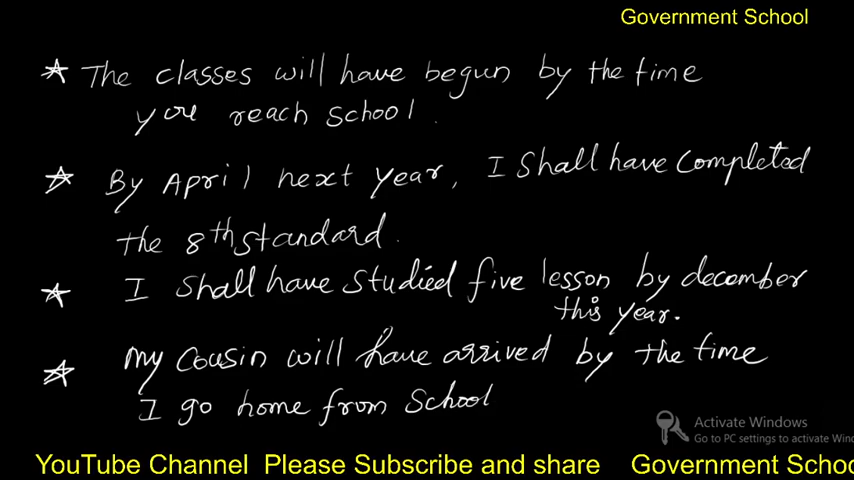 Government School
The classes will have begun by the time
you reach school.
By April next year, I shall have completed
the 8th standard.
I shall have studied five lesson by december
this year.
My cousin will have arrived by the time
I go home from school
Activate Windows
Go to PC settings to activate Win
YouTube Channel Please Subscribe and share Government Schoo